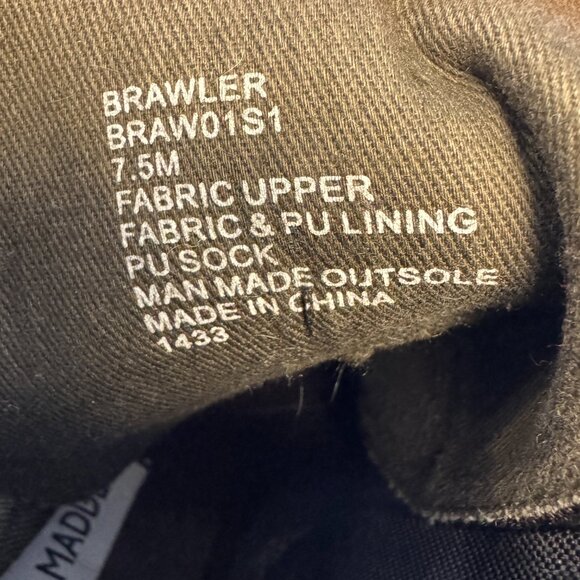 BRAWLER
BRAW01S1
7.5M
FABRIC UPPER
FABRIC & PU LINING
PU SOCK
MAN MADE OUTSOLE
MADE IN CHINA
1433